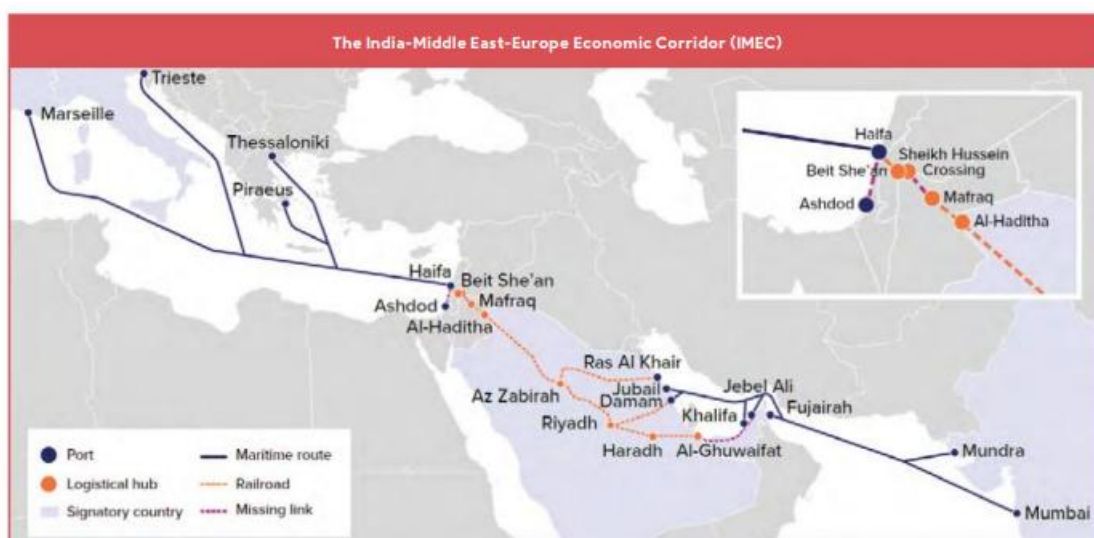 The India-Middle East-Europe Economic Corridor (IMEC)
Trieste
Marseille
Thessaloniki
Piraeus
Haifa
Beit She'an
Ashdod
Mafraq
Al-Haditha
Ras Al Khair
Az Zabirah
Jubail
Damam
Jebel Ali
Riyadh
Khalifa
Fujairah
Haradh
Al-Ghuwaifat
Mundra
Mumbai
Haifa
Sheikh Hussein
Crossing
Beit She'an
Ashdod
Mafraq
Al-Haditha
Port
Maritime route
Logistical hub
Railroad
Signatory country
Missing link